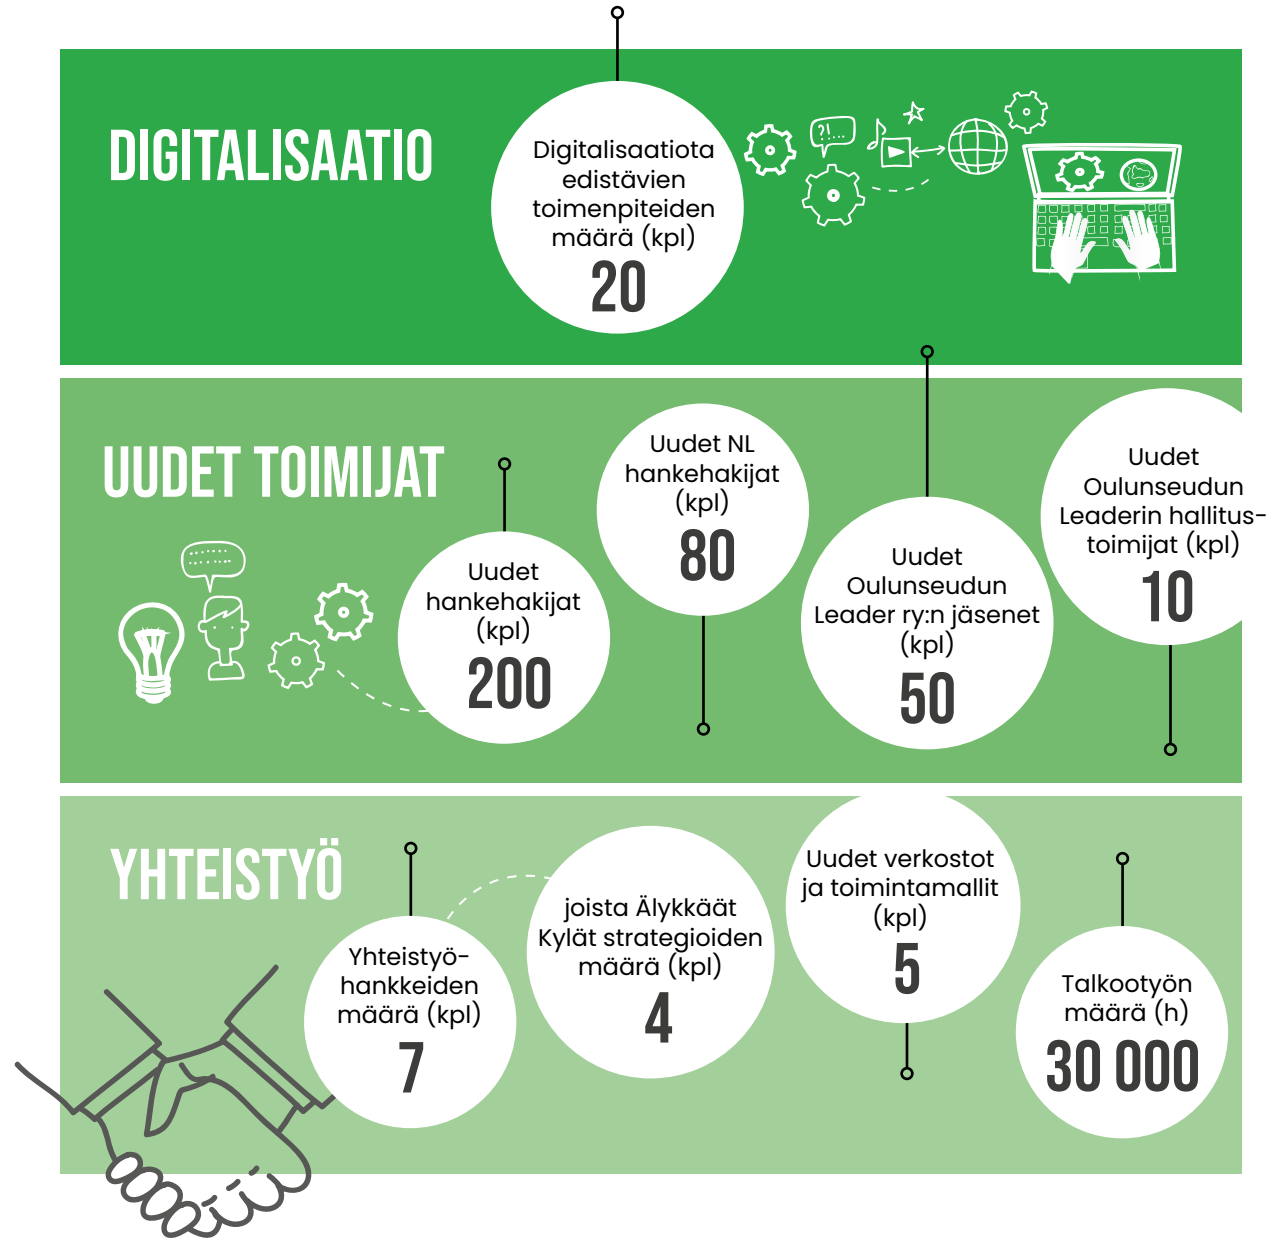 DIGITALISAATIO
Digitalisaatiota
edistävien
toimenpiteiden
määrä (kpl)
20
?!...
UUDET TOIMIJAT
Uudet
hankehakijat
(kpl)
200
Uudet NL
hankehakijat
(kpl)
80
Uudet
Oulunseudun
Leader ry:n jäsenet
(kpl)
50
Uudet
Oulunseudun
Leaderin hallitus-
toimijat (kpl)
10
YHTEISTYÖ
Yhteistyö-
hankkeiden
määrä (kpl)
7
joista Älykkäät
Kylät strategioiden
määrä (kpl)
4
Uudet verkostot
ja toimintamallit
(kpl)
5
Talkootyön
määrä (h)
30 000